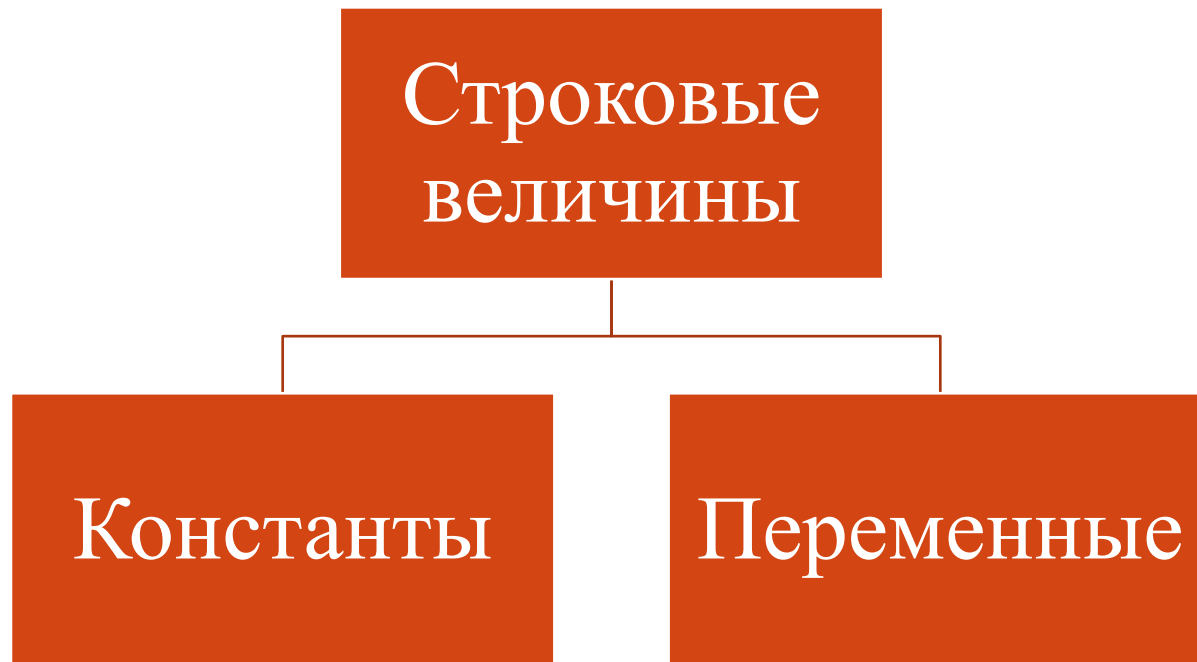 Строковые
величины
Константы
Переменные